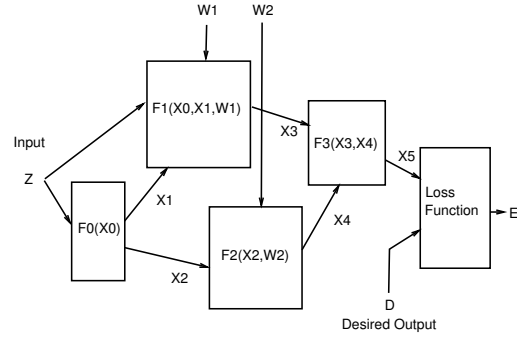 W1
W2
F1(X0,X1,W1)
X3
F3(X3,X4)
Input
Z
X1
X5
Loss
Function
E
F0(X0)
X2
F2(X2,W2)
X4
D
Desired Output